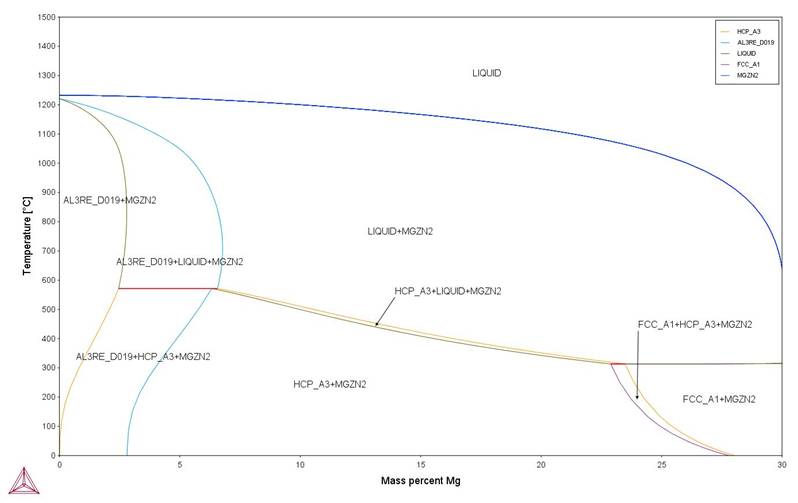 1500
1400
1300
1200
1100
1000
900
800
700
600
500
400
300
200
100
0
Temperature [°C]
0 5 10 15 20 25 30
Mass percent Mg
HCP_A3
AL3RE_D019
LIQUID
FCC_A1
MGZN2
LIQUID
AL3RE_D019+MGZN2
LIQUID+MGZN2
AL3RE_D019+LIQUID+MGZN2
HCP_A3+LIQUID+MGZN2
FCC_A1+HCP_A3+MGZN2
AL3RE_D019+HCP_A3+MGZN2
HCP_A3+MGZN2
FCC_A1+MGZN2